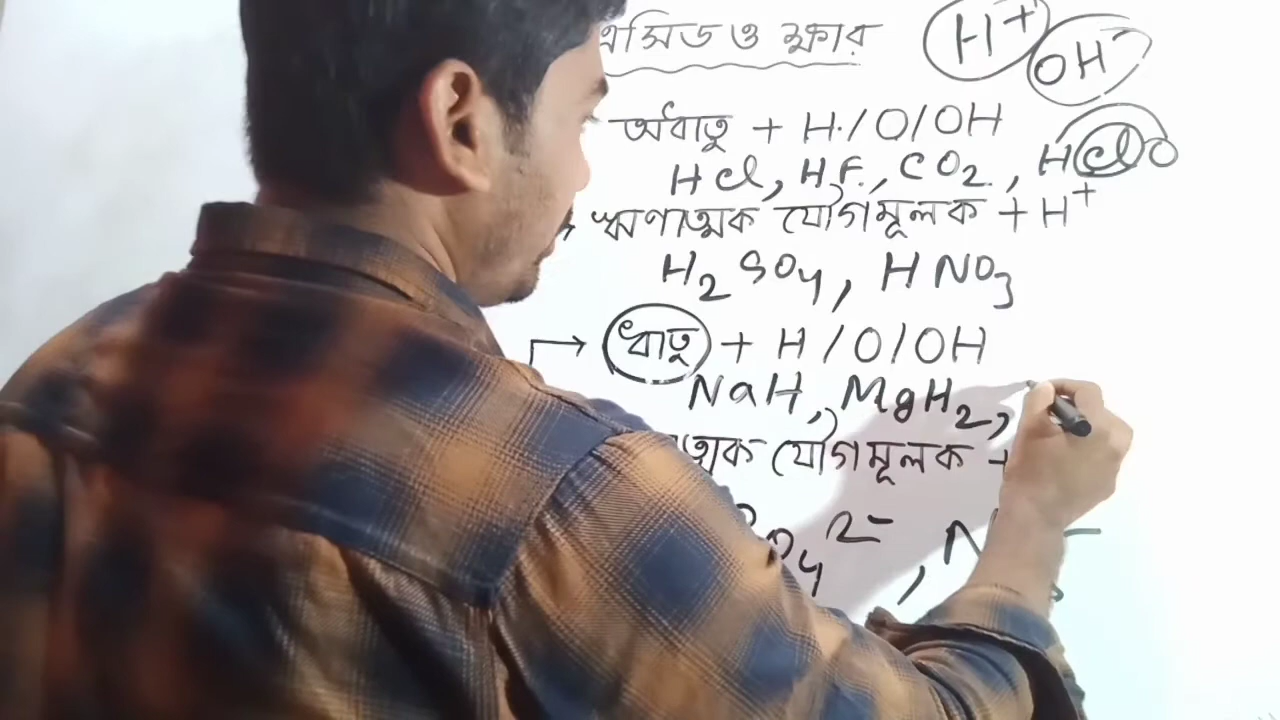 এসিড ও ক্ষার H⁺ OH⁻
অধাতু + H / O / OH
HCl, HF, CO₂, HClO
ঋণাত্মক যৌগমূলক + H⁺
H₂SO₄, HNO₃
→ ধাতু + H / O / OH
NaH, MgH₂,
যৌগমূলক +
O₄²⁻, N